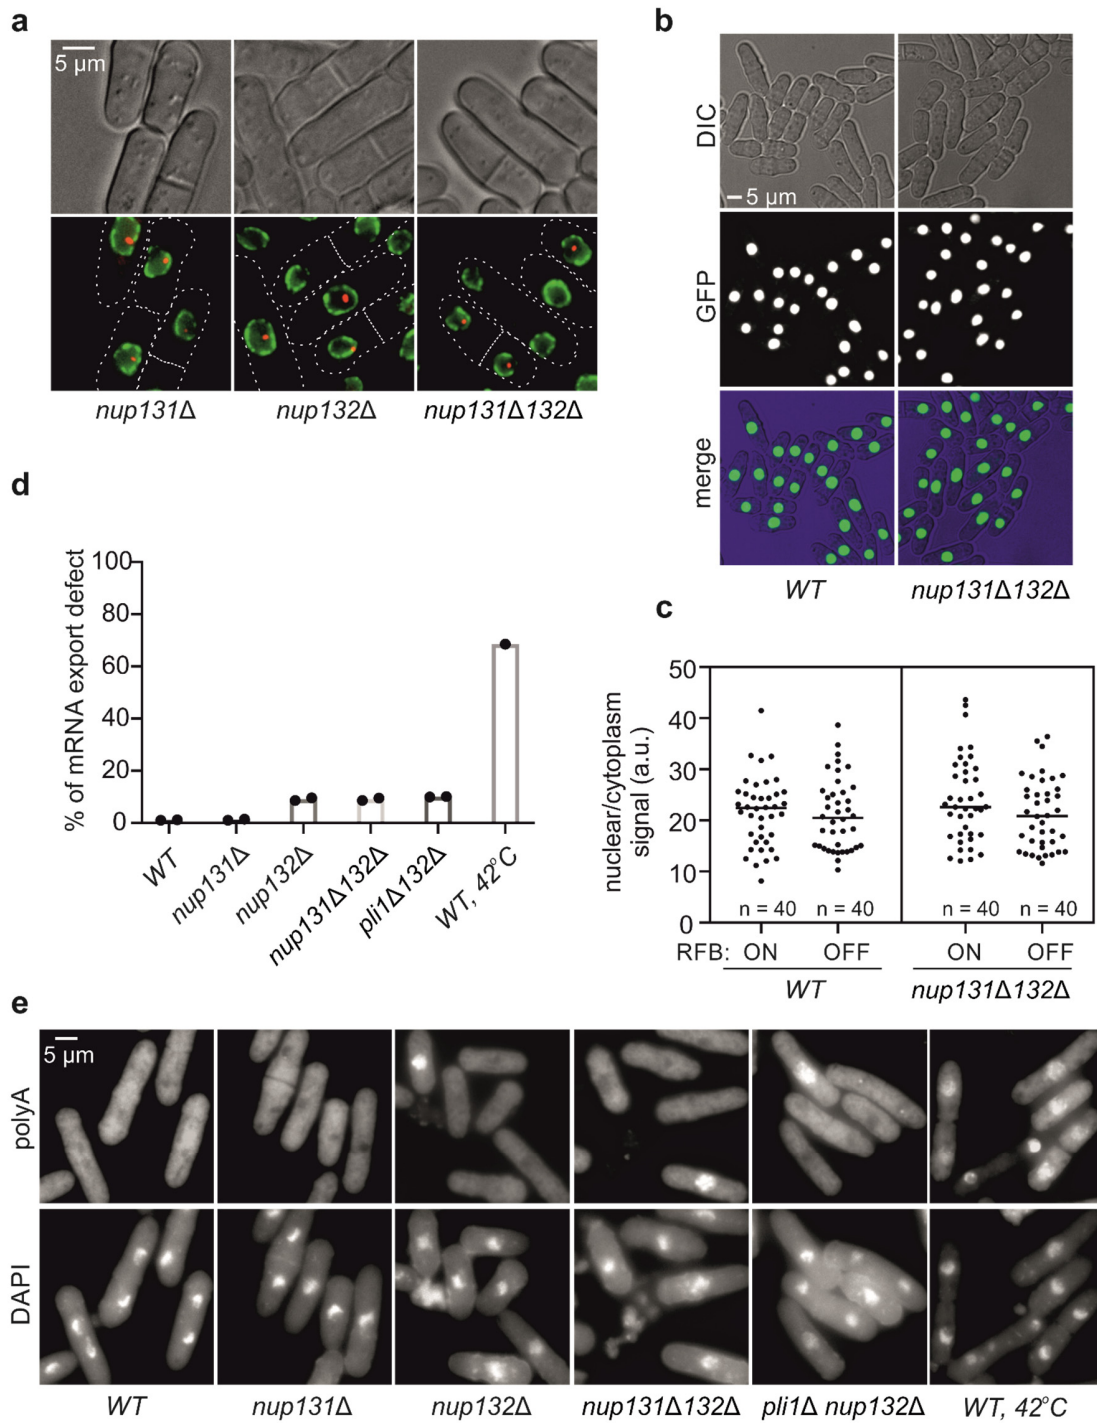 a
5 μm
nup131Δ
nup132Δ
nup131Δ132Δ
b
DIC
5 μm
GFP
merge
WT
nup131Δ132Δ
d
% of mRNA export defect
100
80
60
40
20
0
WT
nup131Δ
nup132Δ
nup131Δ132Δ
pli1Δ132Δ
WT, 42°C
c
nuclear/cytoplasm
signal (a.u.)
50
40
30
20
10
0
n = 40
n = 40
n = 40
n = 40
RFB: ON OFF ON OFF
WT
nup131Δ132Δ
e
5 μm
polyA
DAPI
WT
nup131Δ
nup132Δ
nup131Δ132Δ
pli1Δ nup132Δ
WT, 42°C